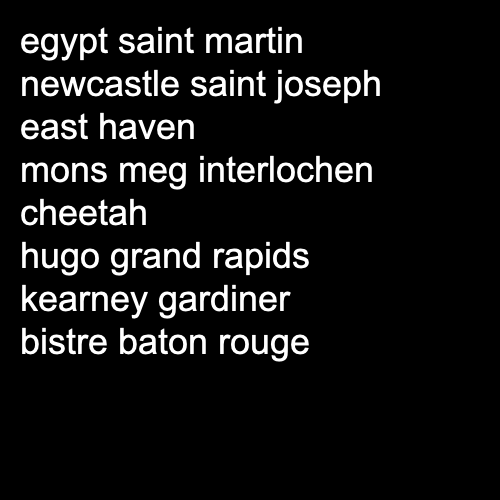 egypt saint martin
newcastle saint joseph
east haven
mons meg interlochen
cheetah
hugo grand rapids
kearney gardiner
bistre baton rouge